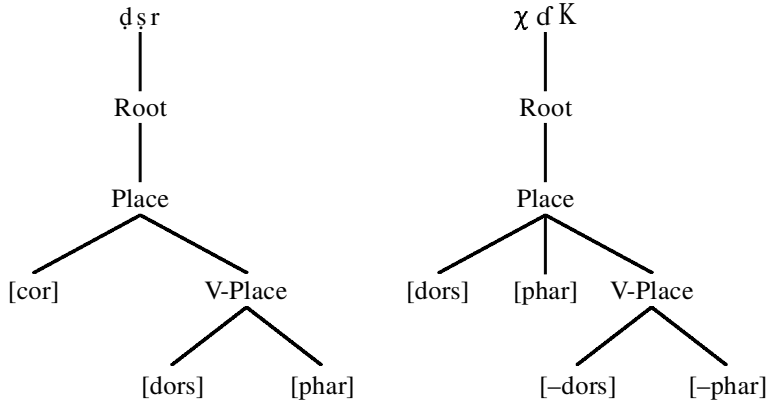 ḍ ṣ r χ ɗ K
Root Root
Place Place
[cor] V-Place [dors] [phar] V-Place
[dors] [phar] [–dors] [–phar]